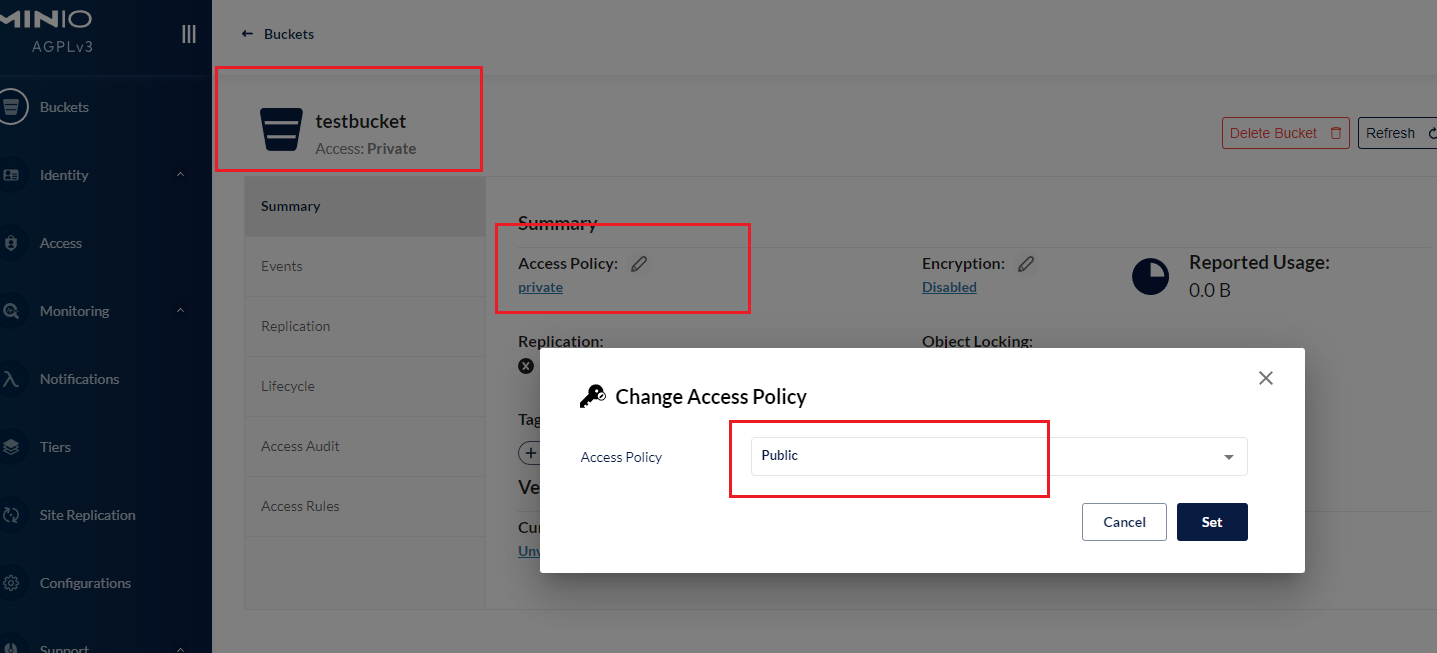 MINIO
AGPLv3
Buckets
Identity
Access
Monitoring
Notifications
Tiers
Site Replication
Configurations
Support
Buckets
testbucket
Access: Private
Delete Bucket
Refresh
Summary
Events
Replication
Lifecycle
Access Audit
Access Rules
Summary
Access Policy:
private
Encryption:
Disabled
Reported Usage:
0.0 B
Replication:
Object Locking:
Tag
Ve
Cur
Unv
Change Access Policy
Access Policy
Public
Cancel
Set